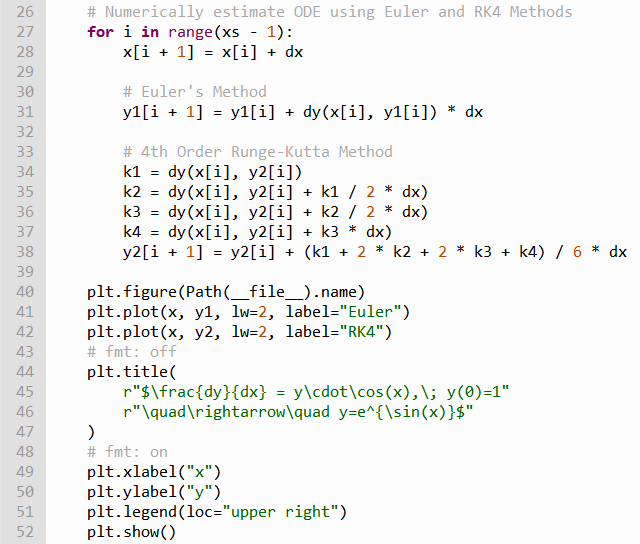 26 # Numerically estimate ODE using Euler and RK4 Methods
27 for i in range(xs - 1):
28 x[i + 1] = x[i] + dx
29
30 # Euler's Method
31 y1[i + 1] = y1[i] + dy(x[i], y1[i]) * dx
32
33 # 4th Order Runge-Kutta Method
34 k1 = dy(x[i], y2[i])
35 k2 = dy(x[i], y2[i] + k1 / 2 * dx)
36 k3 = dy(x[i], y2[i] + k2 / 2 * dx)
37 k4 = dy(x[i], y2[i] + k3 * dx)
38 y2[i + 1] = y2[i] + (k1 + 2 * k2 + 2 * k3 + k4) / 6 * dx
39
40 plt.figure(Path(__file__).name)
41 plt.plot(x, y1, lw=2, label="Euler")
42 plt.plot(x, y2, lw=2, label="RK4")
43 # fmt: off
44 plt.title(
45 r"$\frac{dy}{dx} = y\cdot\cos(x),\; y(0)=1"
46 r"\quad\rightarrow\quad y=e^{\sin(x)}$"
47 )
48 # fmt: on
49 plt.xlabel("x")
50 plt.ylabel("y")
51 plt.legend(loc="upper right")
52 plt.show()